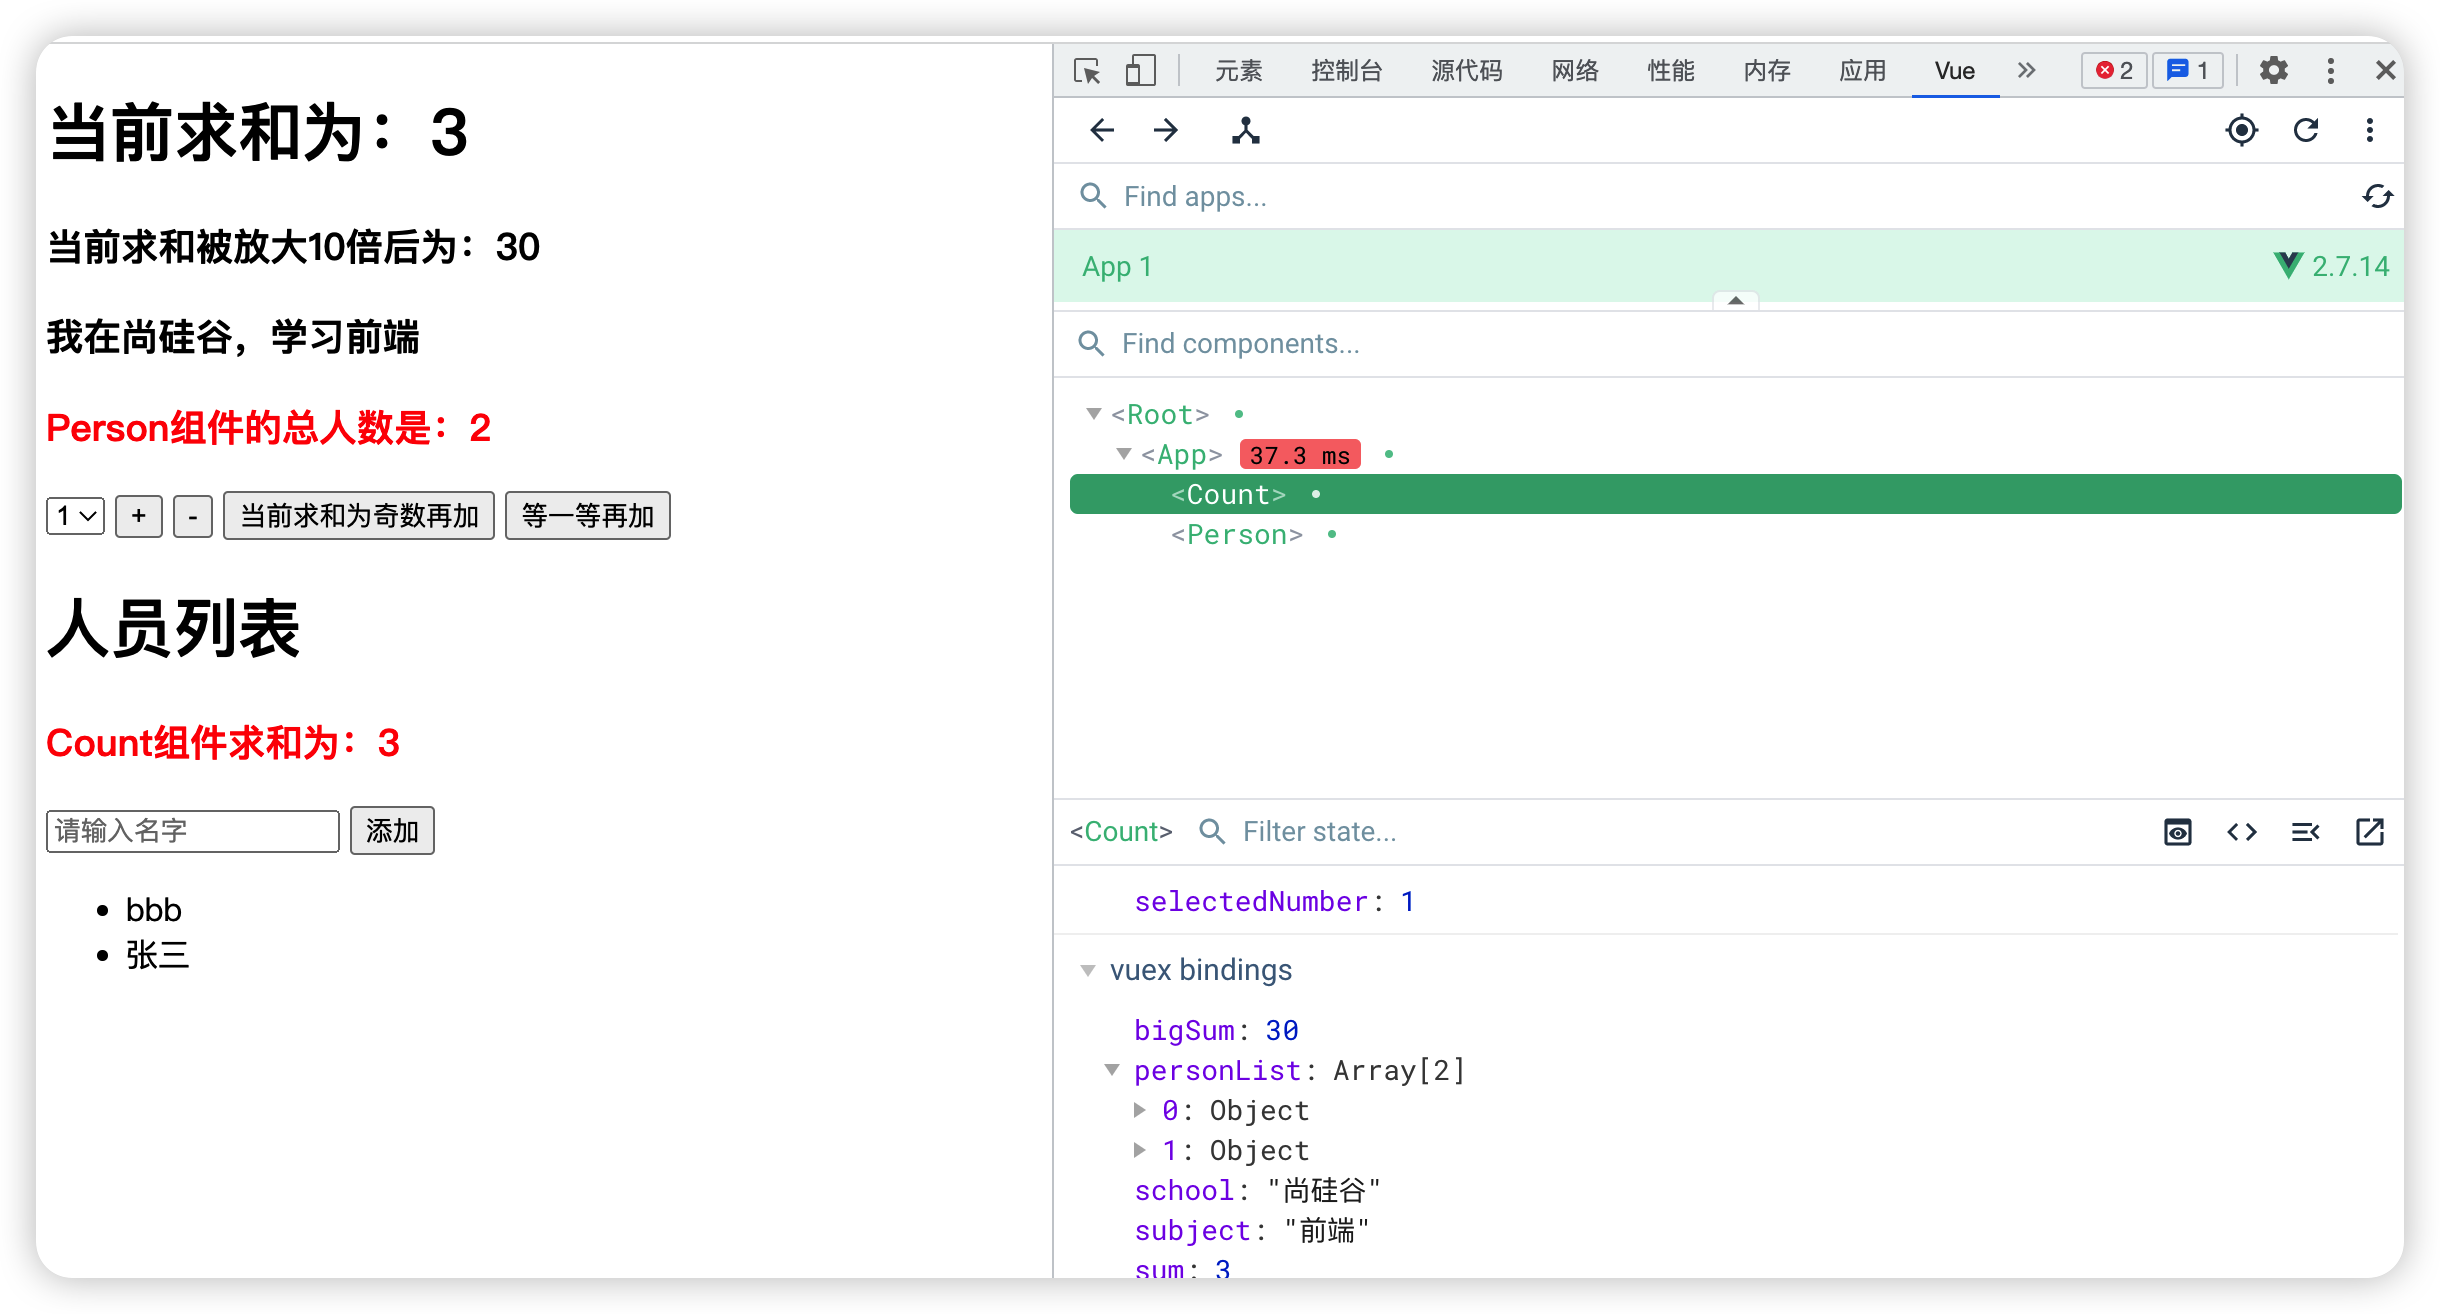 当前求和为：3
当前求和被放大10倍后为：30
我在尚硅谷，学习前端
Person组件的总人数是：2
1 + - 当前求和为奇数再加 等一等再加
人员列表
Count组件求和为：3
请输入名字 添加
bbb
张三
元素 控制台 源代码 网络 性能 内存 应用 Vue 2 1
Find apps...
App 1 2.7.14
Find components...
<Root>
<App> 37.3 ms
<Count>
<Person>
<Count> Filter state...
selectedNumber: 1
vuex bindings
bigSum: 30
personList: Array[2]
0: Object
1: Object
school: "尚硅谷"
subject: "前端"
sum: 3